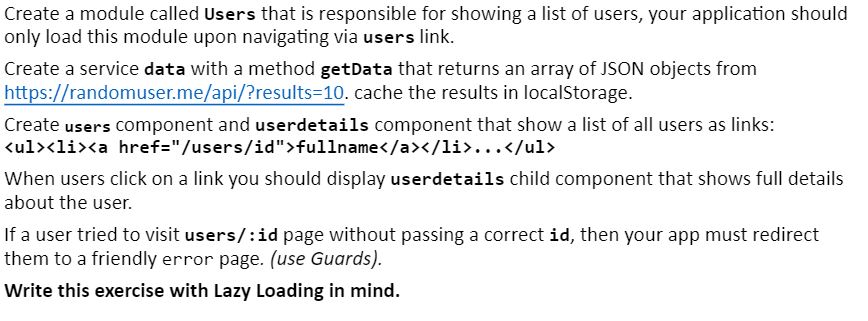 Create a module called Users that is responsible for showing a list of users, your application should
only load this module upon navigating via users link.
Create a service data with a method getData that returns an array of JSON objects from
https://randomuser.me/api/?results=10. cache the results in localStorage.
Create users component and userdetails component that show a list of all users as links:
<ul><li><a href="/users/id">fullname</a></li>...</ul>
When users click on a link you should display userdetails child component that shows full details
about the user.
If a user tried to visit users/:id page without passing a correct id, then your app must redirect
them to a friendly error page. (use Guards).
Write this exercise with Lazy Loading in mind.